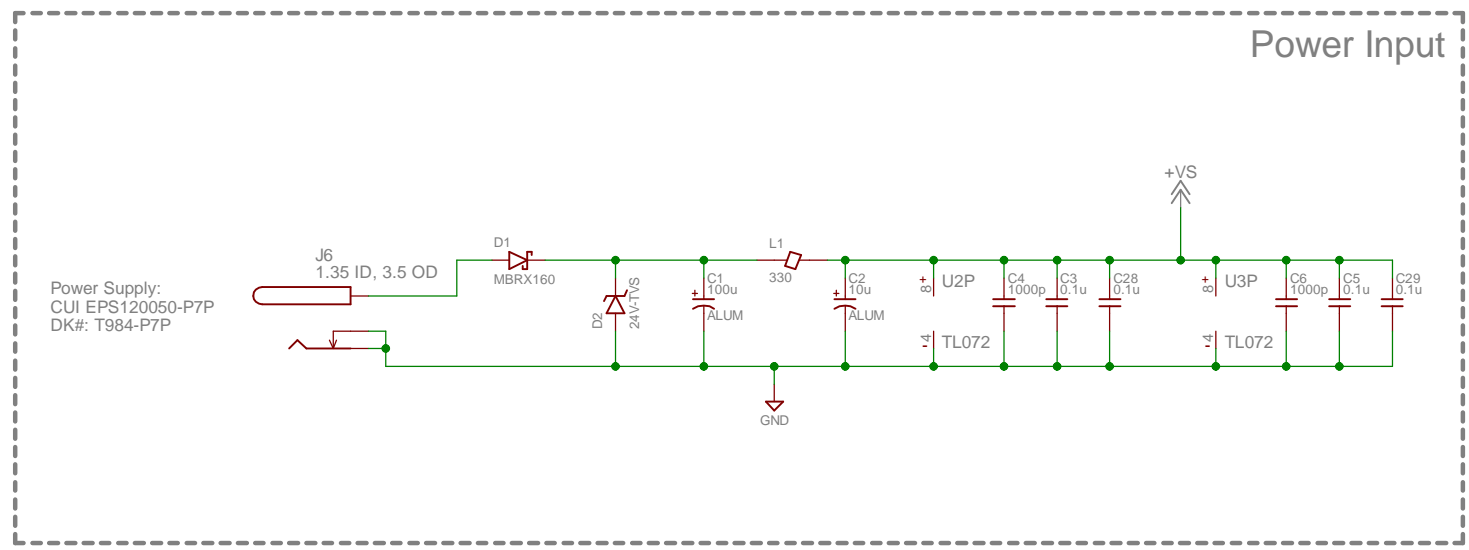 Power Input
+VS
J6
1.35 ID, 3.5 OD
Power Supply:
CUI EPS120050-P7P
DK#: T984-P7P
D1
MBRX160
D2
24V-TVS
C1
100u
+
ALUM
L1
330
C2
10u
+
ALUM
8
+
U2P
4
-
TL072
C4
1000p
C3
0.1u
C28
0.1u
8
+
U3P
4
-
TL072
C6
1000p
C5
0.1u
C29
0.1u
GND